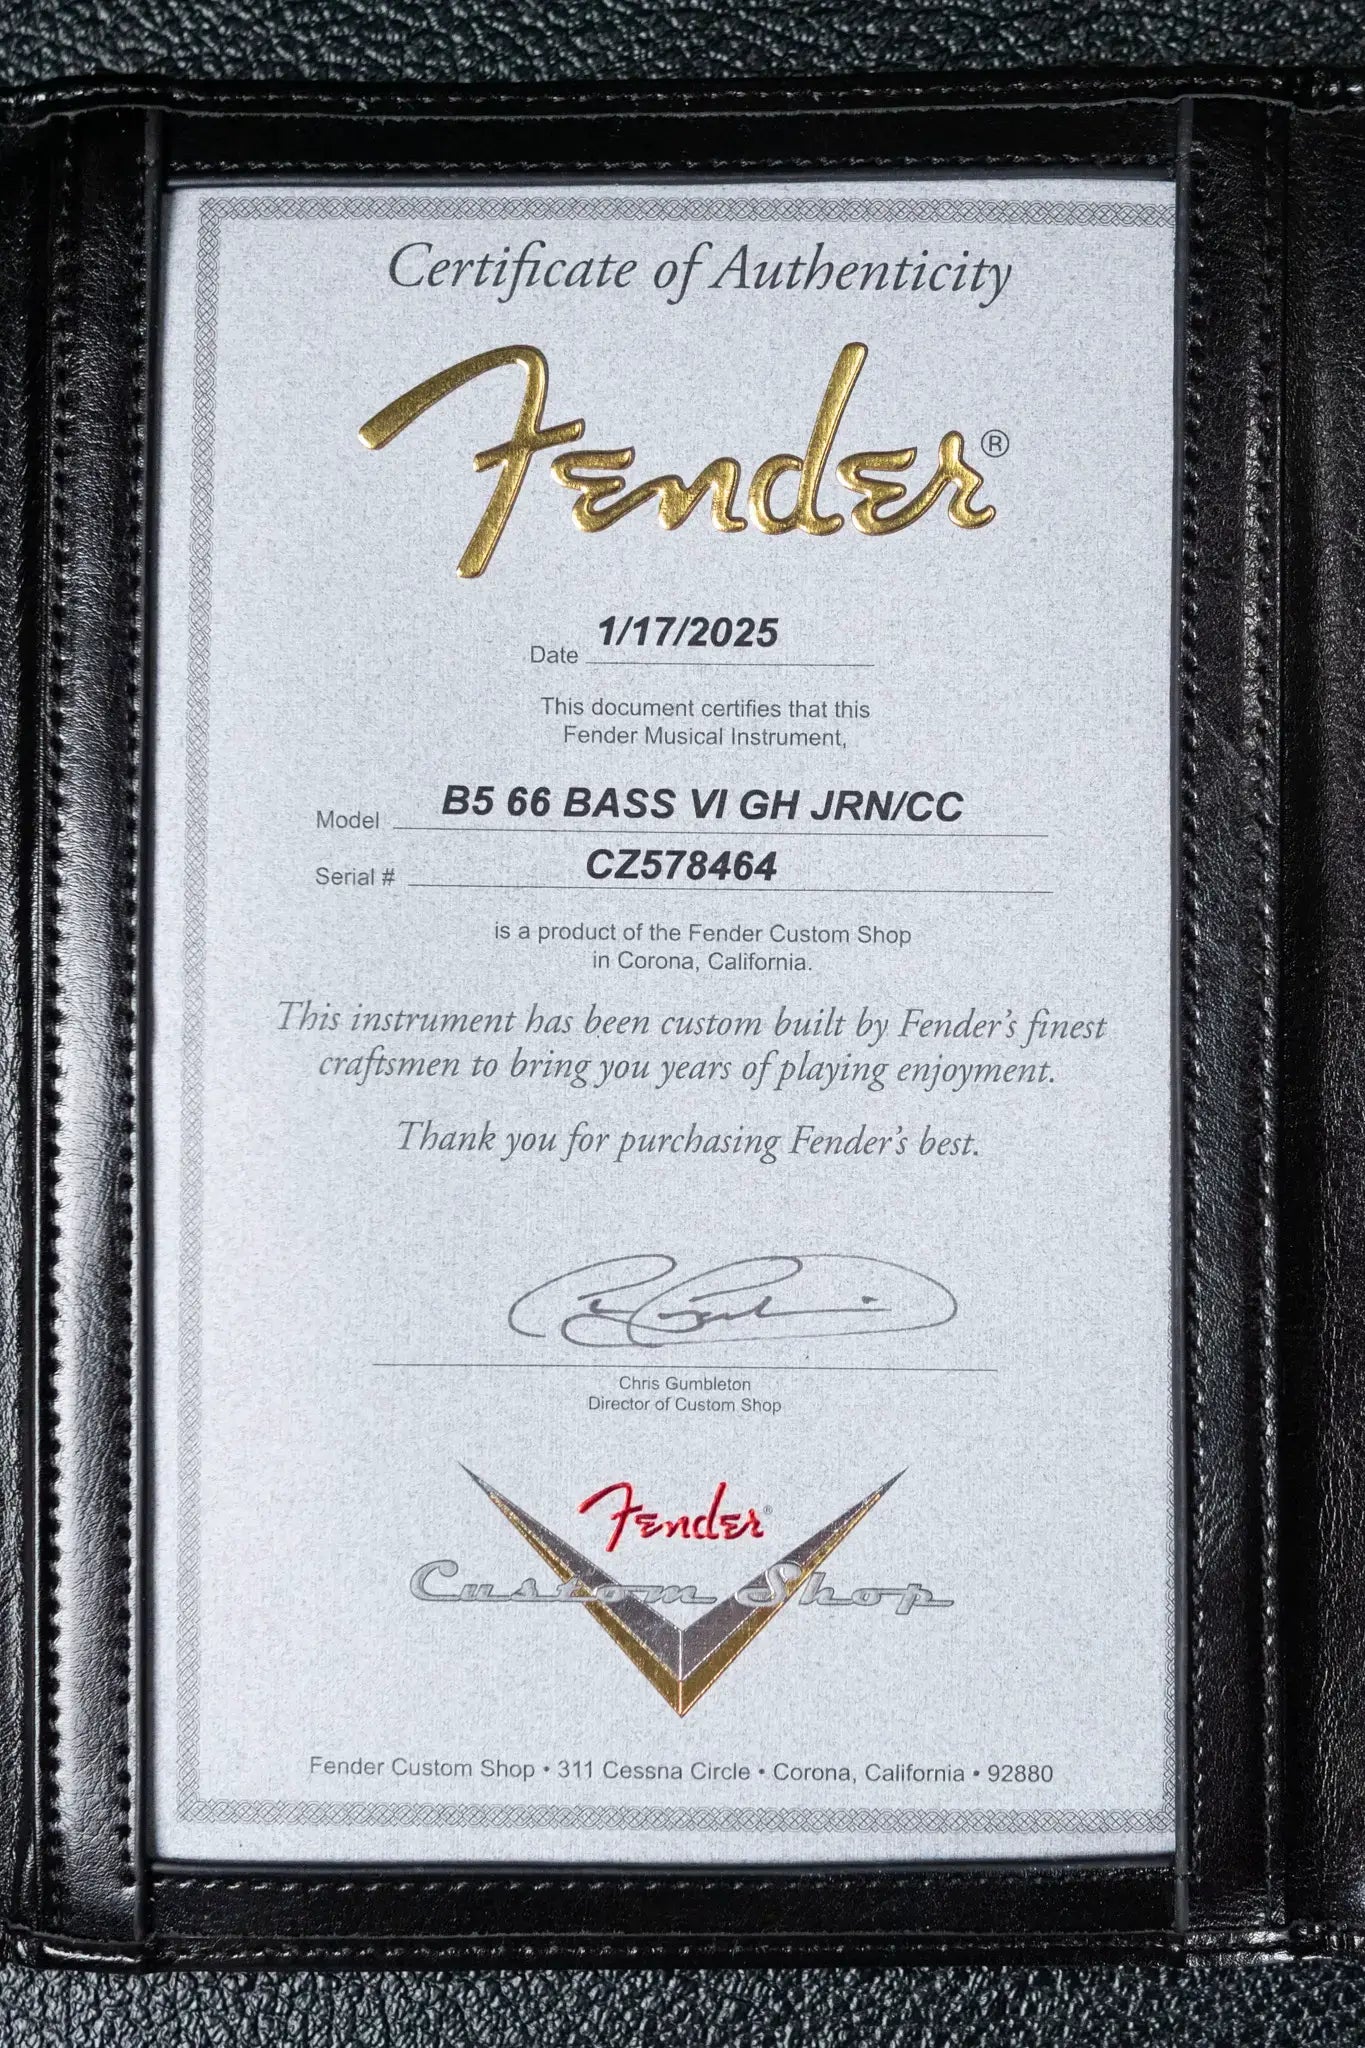 Certificate of Authenticity
Fender®
Date 1/17/2025
This document certifies that this
Fender Musical Instrument,
Model B5 66 BASS VI GH JRN/CC
Serial # CZ578464
is a product of the Fender Custom Shop
in Corona, California.
This instrument has been custom built by Fender's finest
craftsmen to bring you years of playing enjoyment.
Thank you for purchasing Fender's best.
Chris Gumbleton
Director of Custom Shop
Fender®
Custom Shop
Fender Custom Shop • 311 Cessna Circle • Corona, California • 92880